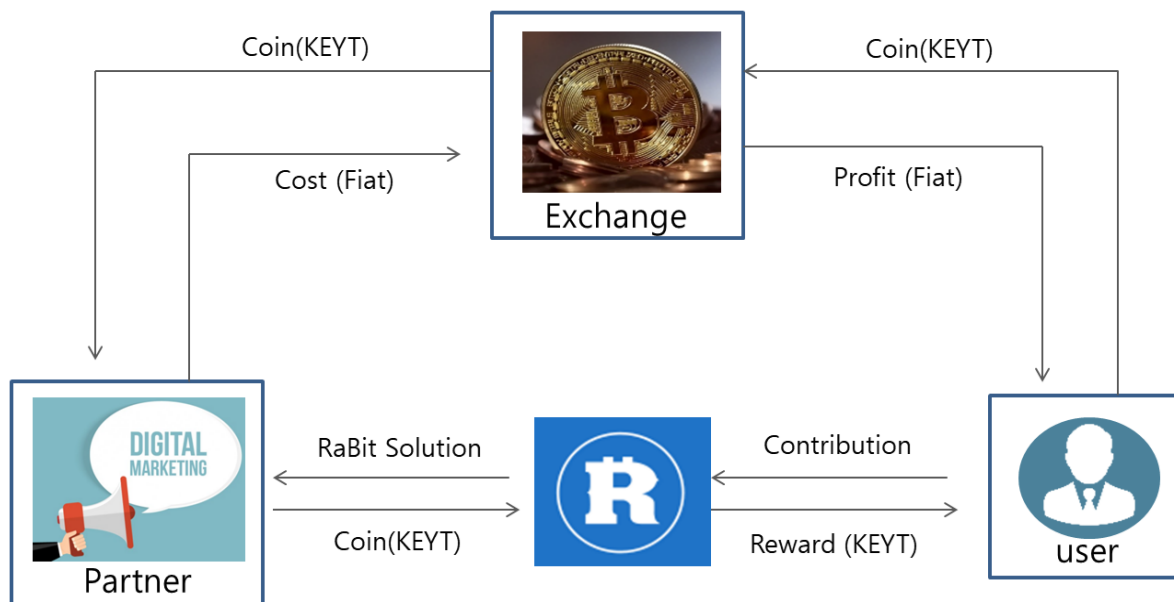 Coin(KEYT)
Coin(KEYT)
Cost (Fiat)
Profit (Fiat)
Exchange
DIGITAL
MARKETING
RaBit Solution
Contribution
R
Coin(KEYT)
Reward (KEYT)
Partner
user